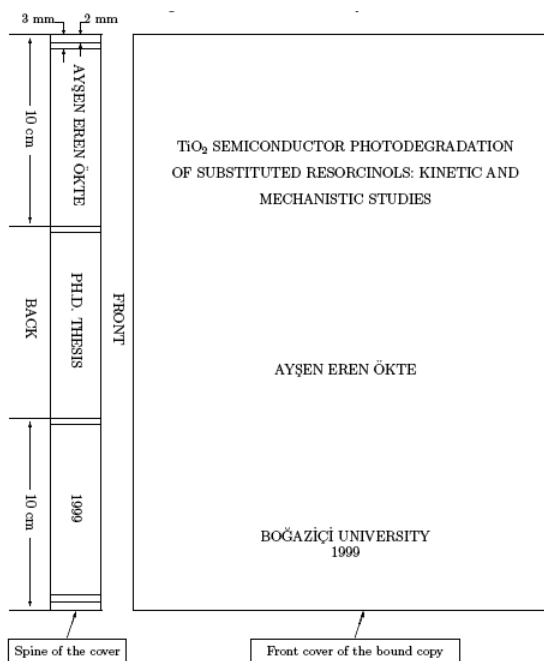 3 mm
2 mm
10 cm
AYŞEN EREN ÖKTE
BACK
PH.D. THESIS
FRONT
10 cm
1999
TiO₂ SEMICONDUCTOR PHOTODEGRADATION
OF SUBSTITUTED RESORCINOLS: KINETIC AND
MECHANISTIC STUDIES
AYŞEN EREN ÖKTE
BOĞAZİÇİ UNIVERSITY
1999
Spine of the cover
Front cover of the bound copy